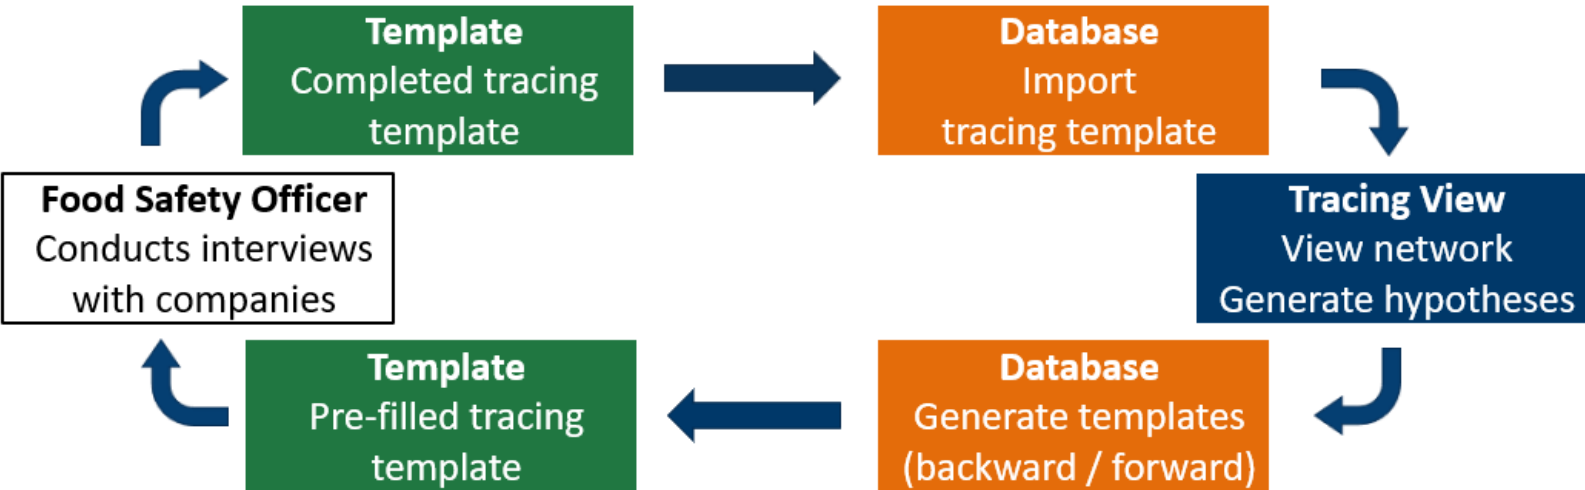 Template
Completed tracing
template
Database
Import
tracing template
Food Safety Officer
Conducts interviews
with companies
Tracing View
View network
Generate hypotheses
Template
Pre-filled tracing
template
Database
Generate templates
(backward / forward)